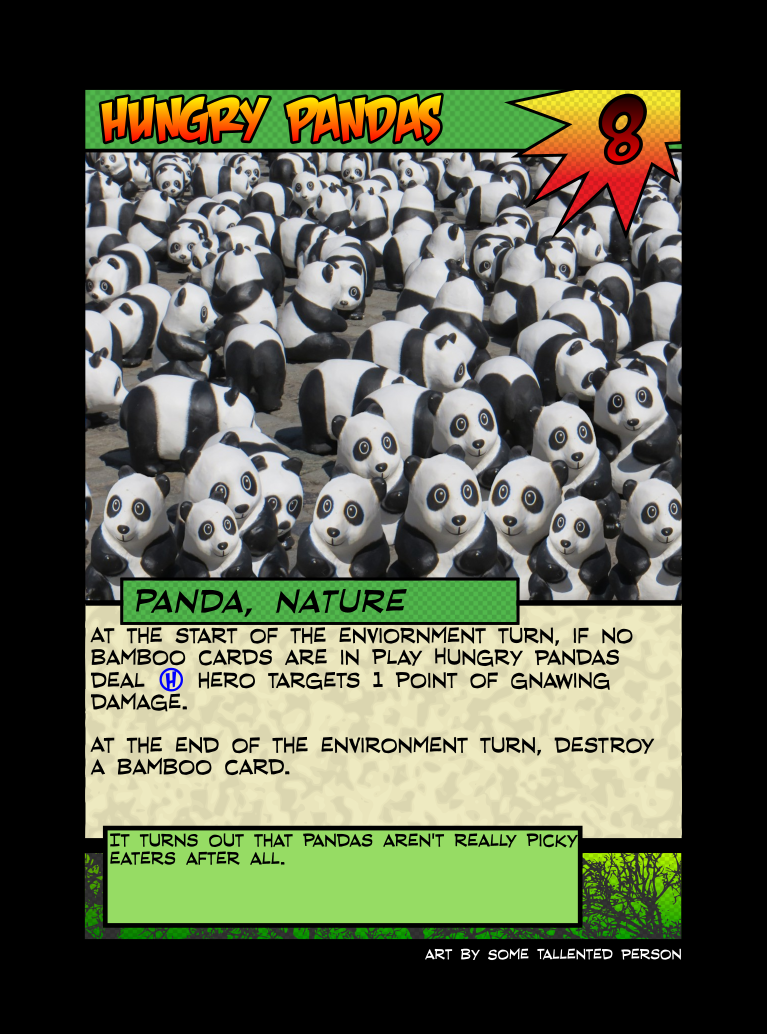 HUNGRY PANDAS
8
PANDA, NATURE
AT THE START OF THE ENVIORNMENT TURN, IF NO
BAMBOO CARDS ARE IN PLAY HUNGRY PANDAS
DEAL H HERO TARGETS 1 POINT OF GNAWING
DAMAGE.
AT THE END OF THE ENVIRONMENT TURN, DESTROY
A BAMBOO CARD.
IT TURNS OUT THAT PANDAS AREN'T REALLY PICKY
EATERS AFTER ALL.
ART BY SOME TALLENTED PERSON